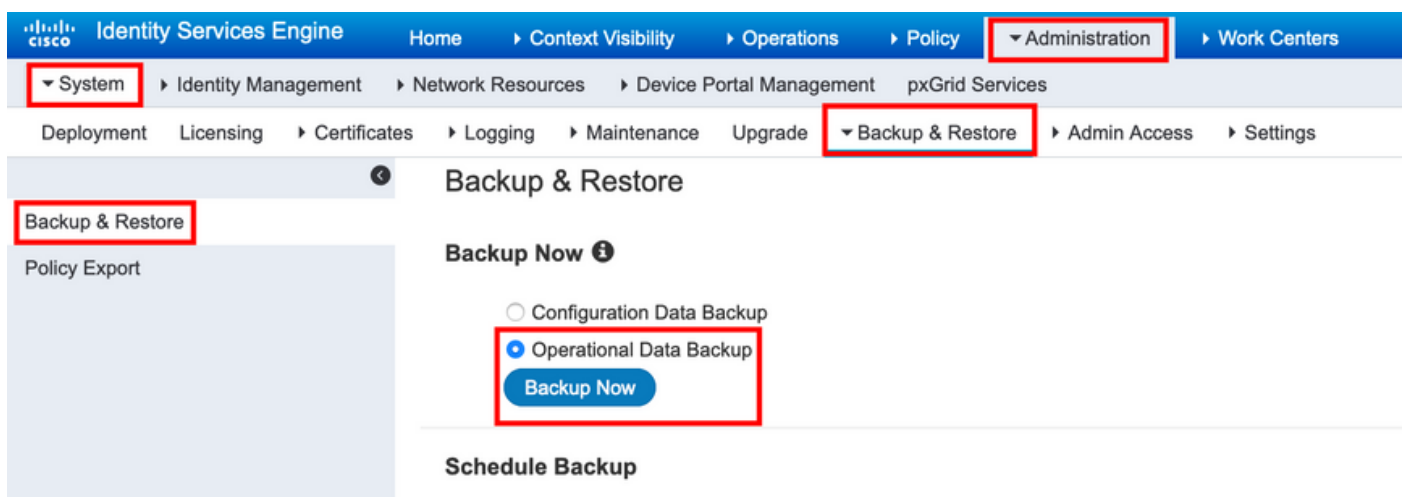 cisco Identity Services Engine Home Context Visibility Operations Policy Administration Work Centers
System Identity Management Network Resources Device Portal Management pxGrid Services
Deployment Licensing Certificates Logging Maintenance Upgrade Backup & Restore Admin Access Settings
Backup & Restore
Policy Export
Backup & Restore
Backup Now
Configuration Data Backup
Operational Data Backup
Backup Now
Schedule Backup